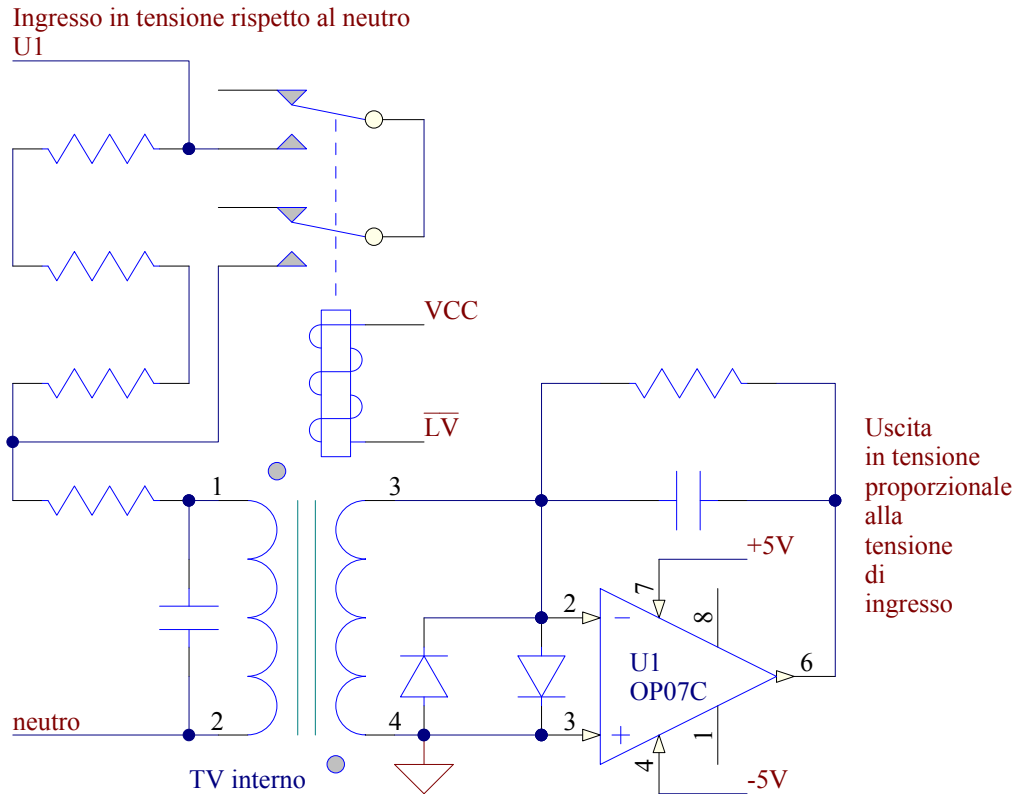 Ingresso in tensione rispetto al neutro
U1
VCC
LV
1
3
2
4
neutro
TV interno
Uscita
in tensione
proporzionale
alla
tensione
di
ingresso
+5V
7
8
2
U1
OP07C
6
3
4
1
-5V